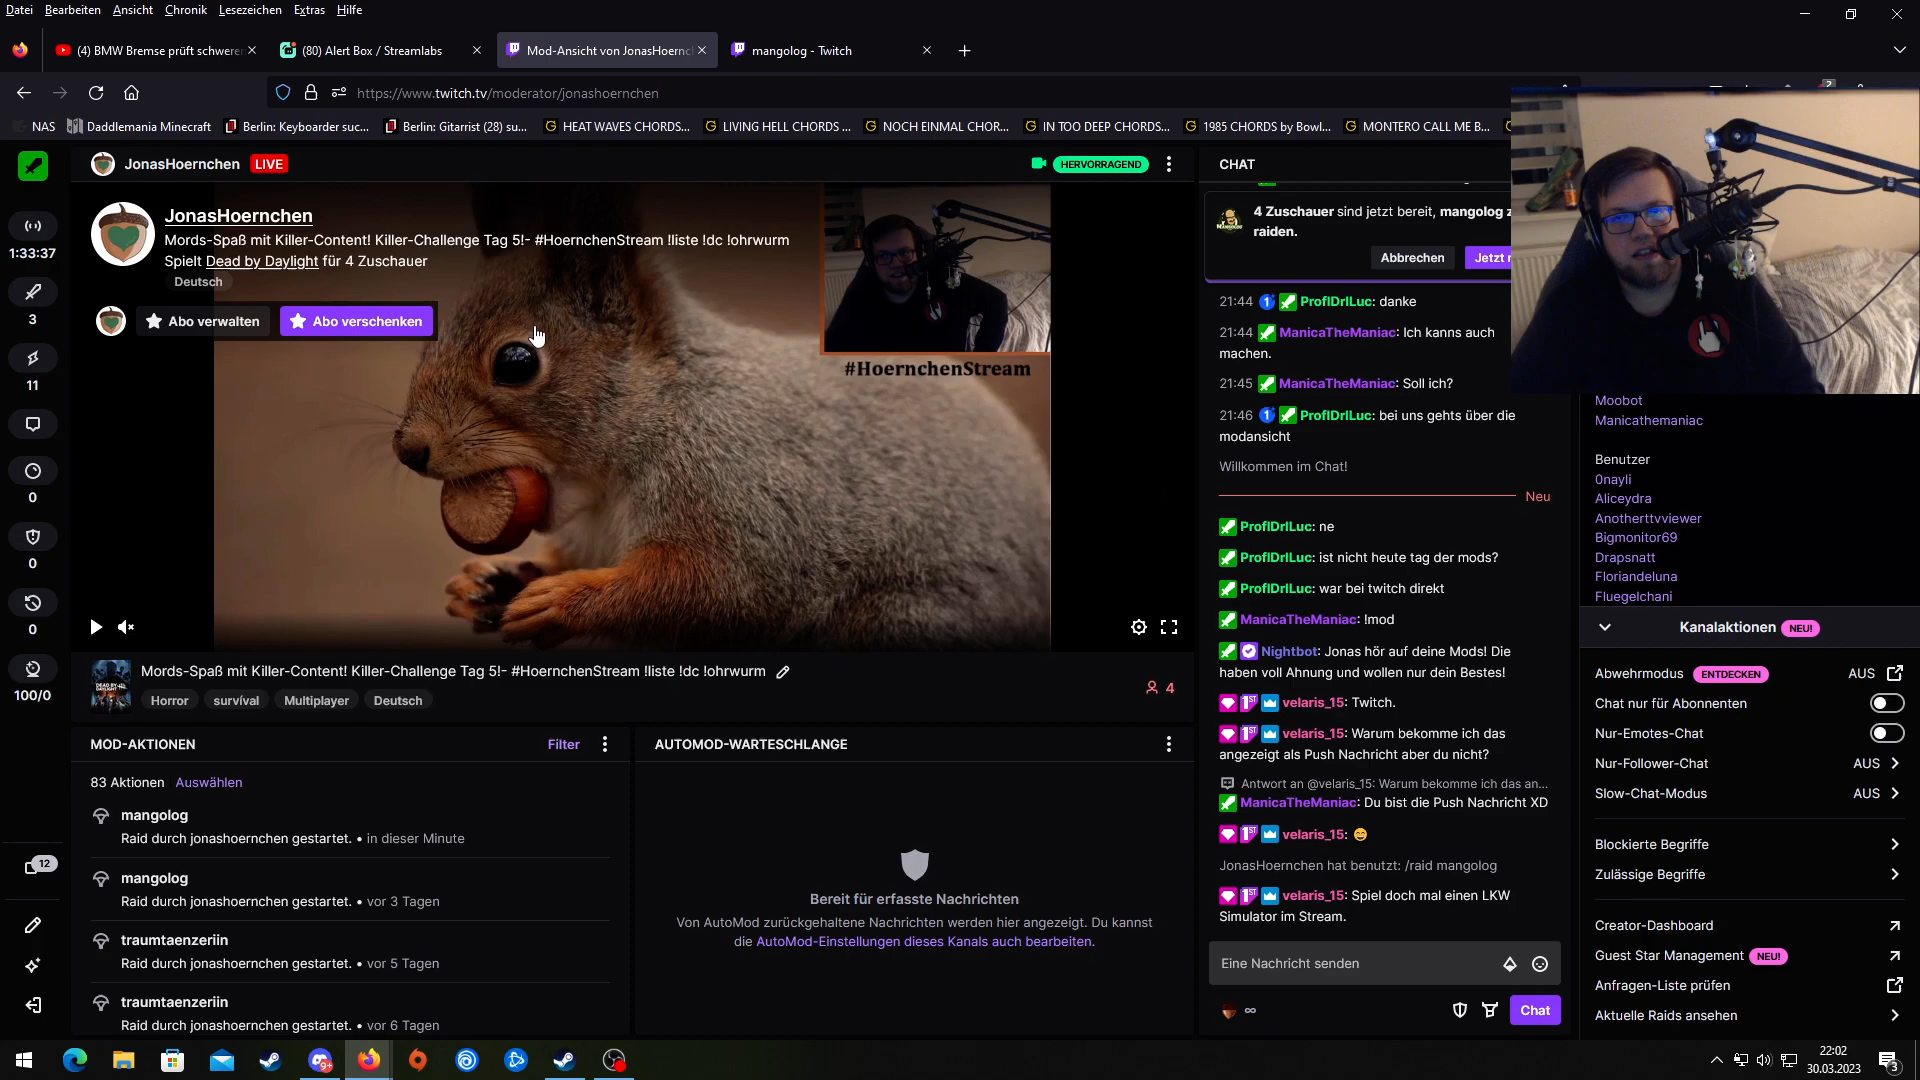 Datei Bearbeiten Ansicht Chronik Lesezeichen Extras Hilfe
(4) BMW Bremse prüft schwerer
(80) Alert Box / Streamlabs
Mod-Ansicht von JonasHoernc
mangolog - Twitch
https://www.twitch.tv/moderator/jonashoernchen
2
NAS
Daddlemania Minecraft
Berlin: Keyboarder suc...
Berlin: Gitarrist (28) su...
HEAT WAVES CHORDS...
LIVING HELL CHORDS ...
NOCH EINMAL CHOR...
IN TOO DEEP CHORDS...
1985 CHORDS by Bowl...
MONTERO CALL ME B...
JonasHoernchen LIVE
HERVORRAGEND
JonasHoernchen
Mords-Spaß mit Killer-Content! Killer-Challenge Tag 5!- #HoernchenStream !liste !dc !ohrwurm
Spielt Dead by Daylight für 4 Zuschauer
Deutsch
Abo verwalten
Abo verschenken
#HoernchenStream
1:33:37
3
11
0
0
0
100/0
12
Mords-Spaß mit Killer-Content! Killer-Challenge Tag 5!- #HoernchenStream !liste !dc !ohrwurm
Horror survíval Multiplayer Deutsch
4
MOD-AKTIONEN
Filter
83 Aktionen Auswählen
mangolog
Raid durch jonashoernchen gestartet. • in dieser Minute
mangolog
Raid durch jonashoernchen gestartet. • vor 3 Tagen
traumtaenzeriin
Raid durch jonashoernchen gestartet. • vor 5 Tagen
traumtaenzeriin
Raid durch jonashoernchen gestartet. • vor 6 Tagen
AUTOMOD-WARTESCHLANGE
Bereit für erfasste Nachrichten
Von AutoMod zurückgehaltene Nachrichten werden hier angezeigt. Du kannst
die AutoMod-Einstellungen dieses Kanals auch bearbeiten.
CHAT
4 Zuschauer sind jetzt bereit, mangolog z
raiden.
Abbrechen
Jetzt r
21:44 ProfIDrILuc: danke
21:44 ManicaTheManiac: Ich kanns auch
machen.
21:45 ManicaTheManiac: Soll ich?
21:46 ProfIDrILuc: bei uns gehts über die
modansicht
Willkommen im Chat!
Neu
ProfIDrILuc: ne
ProfIDrILuc: ist nicht heute tag der mods?
ProfIDrILuc: war bei twitch direkt
ManicaTheManiac: !mod
Nightbot: Jonas hör auf deine Mods! Die
haben voll Ahnung und wollen nur dein Bestes!
velaris_15: Twitch.
velaris_15: Warum bekomme ich das
angezeigt als Push Nachricht aber du nicht?
Antwort an @velaris_15: Warum bekomme ich das an...
ManicaTheManiac: Du bist die Push Nachricht XD
velaris_15: 😄
JonasHoernchen hat benutzt: /raid mangolog
velaris_15: Spiel doch mal einen LKW
Simulator im Stream.
Eine Nachricht senden
∞
Chat
Moobot
Manicathemaniac
Benutzer
0nayli
Aliceydra
Anotherttvviewer
Bigmonitor69
Drapsnatt
Floriandeluna
Fluegelchani
Kanalaktionen NEU!
Abwehrmodus ENTDECKEN AUS
Chat nur für Abonnenten
Nur-Emotes-Chat
Nur-Follower-Chat AUS
Slow-Chat-Modus AUS
Blockierte Begriffe
Zulässige Begriffe
Creator-Dashboard
Guest Star Management NEU!
Anfragen-Liste prüfen
Aktuelle Raids ansehen
9+
22:02
30.03.2023
3